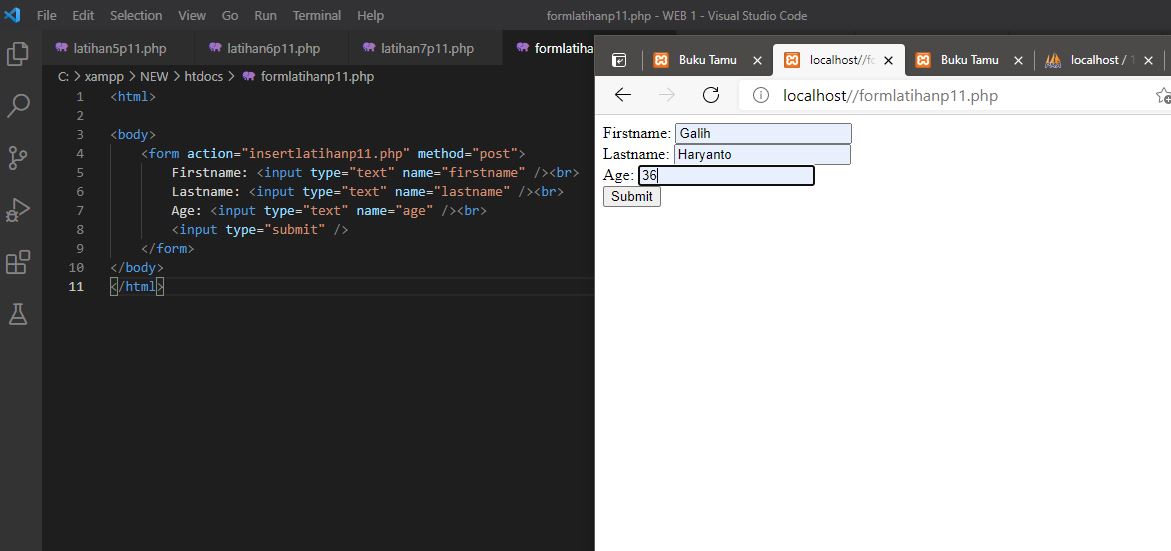 File Edit Selection View Go Run Terminal Help formlatihanp11.php - WEB 1 - Visual Studio Code
latihan5p11.php latihan6p11.php latihan7p11.php formlatiha
C: > xampp > NEW > htdocs > formlatihanp11.php
1 <html>
2
3 <body>
4 <form action="insertlatihanp11.php" method="post">
5 Firstname: <input type="text" name="firstname" /><br>
6 Lastname: <input type="text" name="lastname" /><br>
7 Age: <input type="text" name="age" /><br>
8 <input type="submit" />
9 </form>
10 </body>
11 </html>
Buku Tamu localhost//fo Buku Tamu localhost /
localhost//formlatihanp11.php
Firstname: Galih
Lastname: Haryanto
Age: 36
Submit